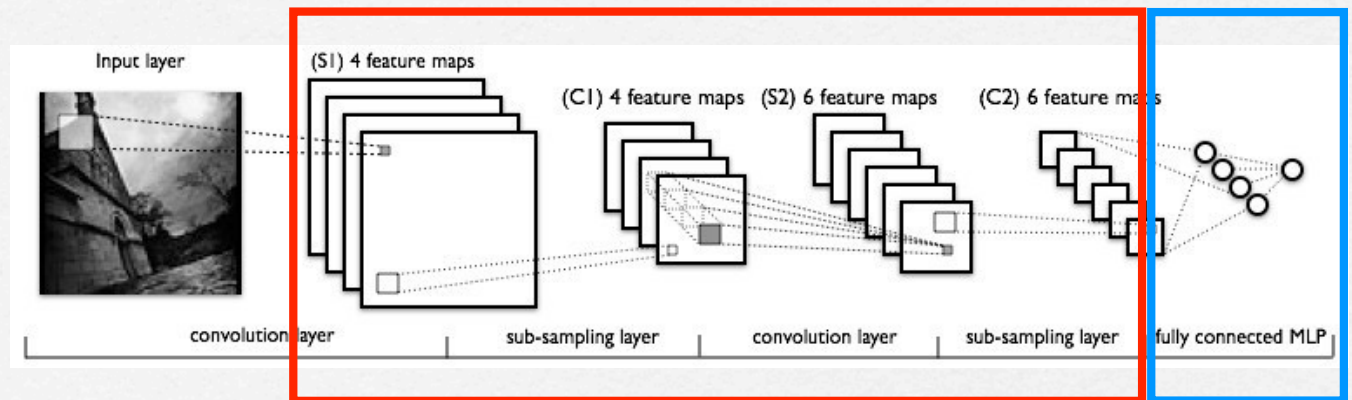 Input layer
(S1) 4 feature maps
(C1) 4 feature maps
(S2) 6 feature maps
(C2) 6 feature maps
convolution layer
sub-sampling layer
convolution layer
sub-sampling layer
fully connected MLP